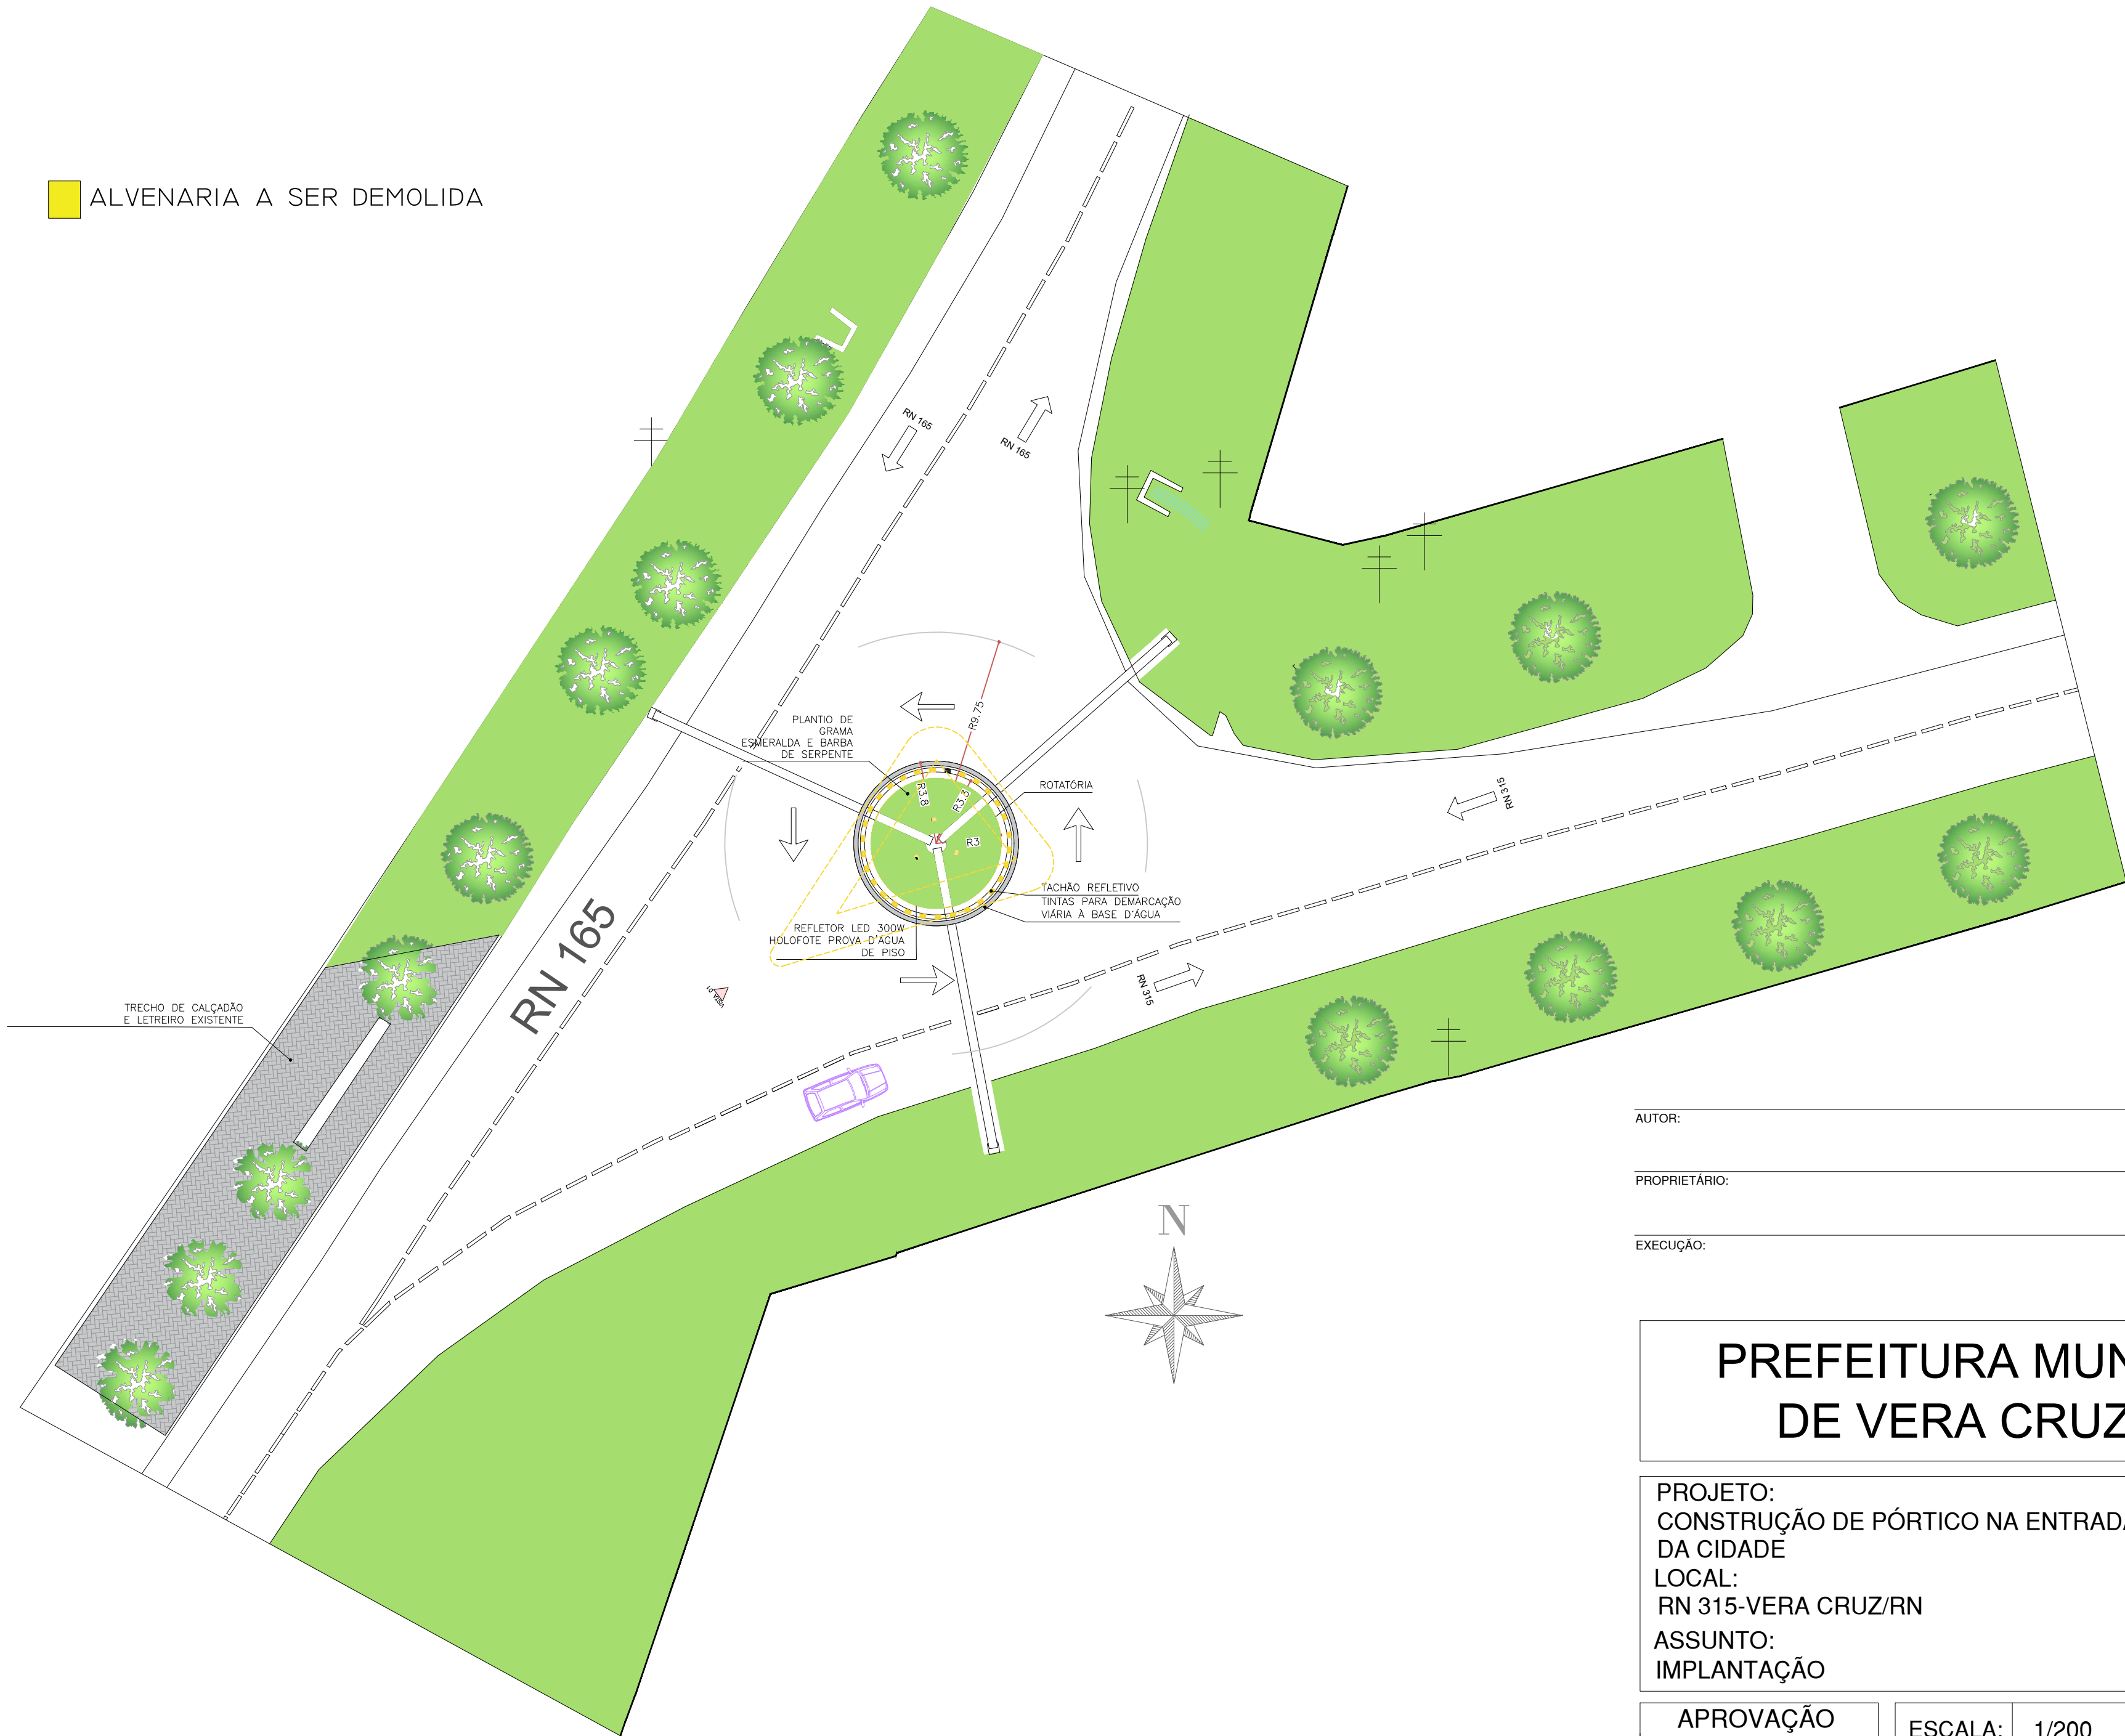 ALVENARIA A SER DEMOLIDA
RN 165
RN 165
PLANTIO DE
GRAMA
ESMERALDA E BARBA
DE SERPENTE
R9.75
R3.8
R3.3
R3
ROTATÓRIA
RN 315
TACHÃO REFLETIVO
TINTAS PARA DEMARCAÇÃO
VIÁRIA À BASE D'ÁGUA
REFLETOR LED 300W
HOLOFOTE PROVA D'ÁGUA
DE PISO
RN 165
RN 315
VISTA 01
TRECHO DE CALÇADÃO
E LETREIRO EXISTENTE
N
AUTOR:
PROPRIETÁRIO:
EXECUÇÃO:
PREFEITURA MUN
DE VERA CRUZ
PROJETO:
CONSTRUÇÃO DE PÓRTICO NA ENTRADA
DA CIDADE
LOCAL:
RN 315-VERA CRUZ/RN
ASSUNTO:
IMPLANTAÇÃO
APROVAÇÃO
ESCALA: 1/200